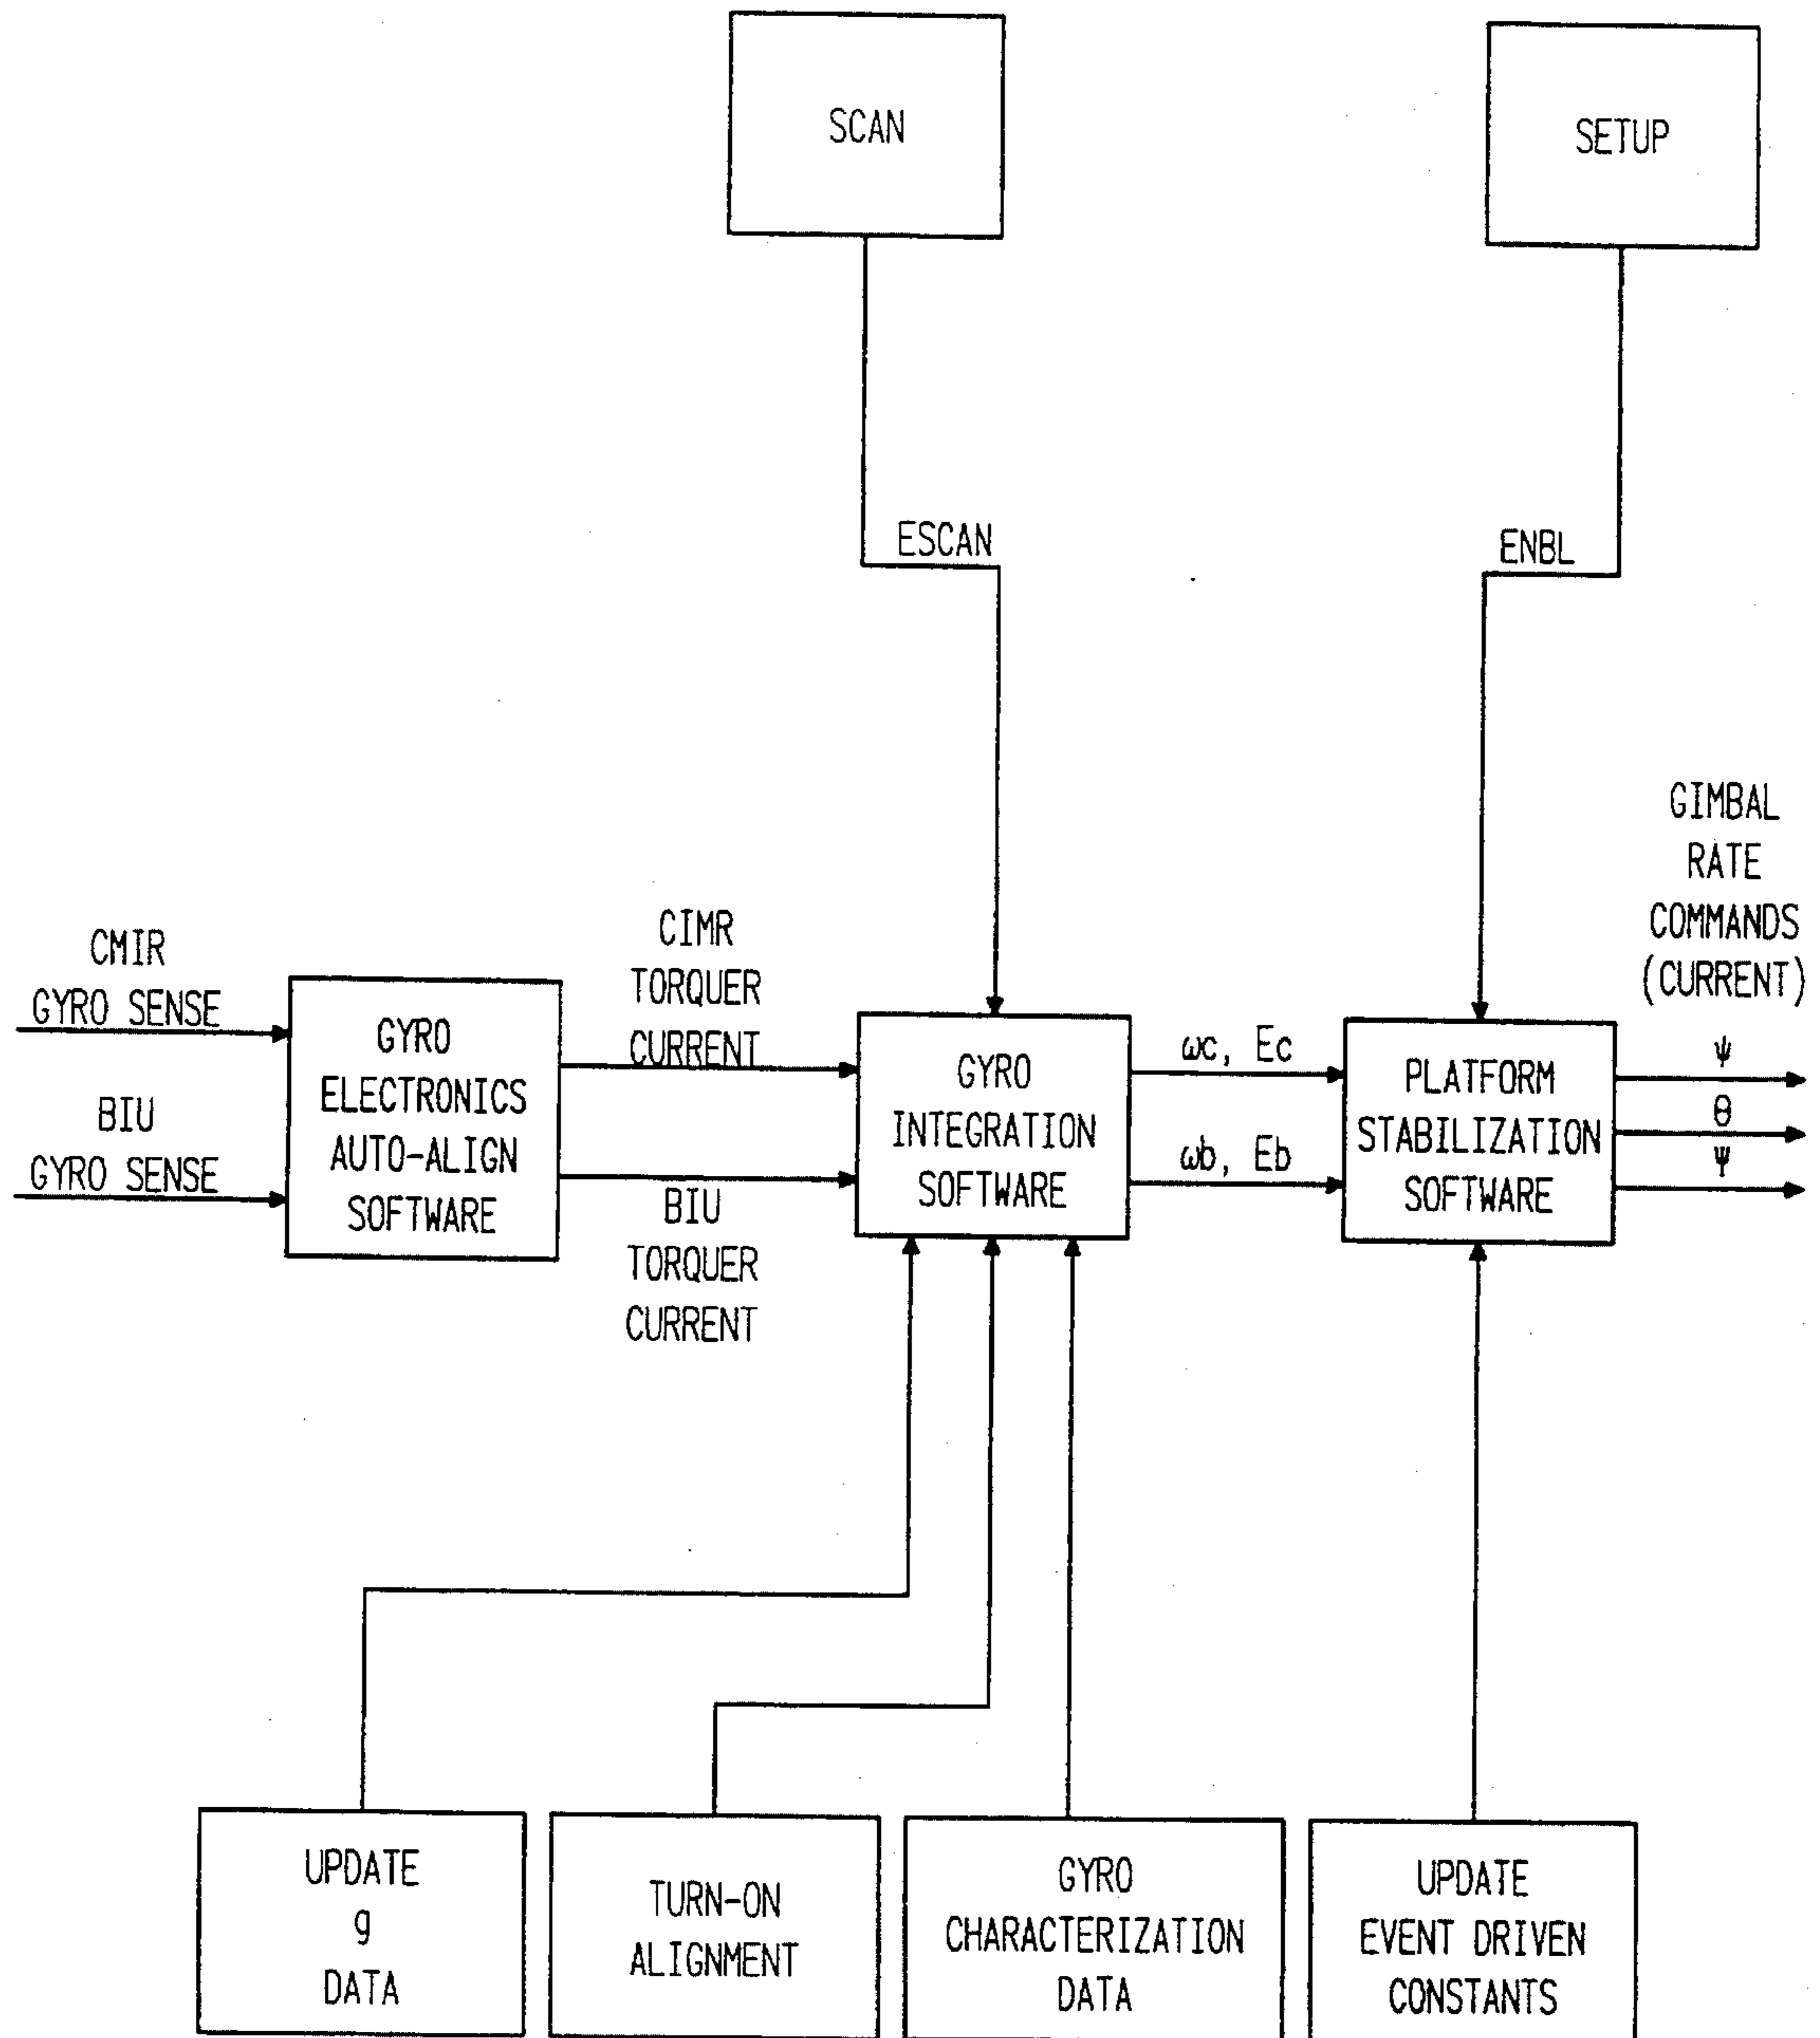 SCAN
SETUP
ESCAN
ENBL
GIMBAL
RATE
COMMANDS
(CURRENT)
CMIR
GYRO SENSE
BIU
GYRO SENSE
GYRO
ELECTRONICS
AUTO-ALIGN
SOFTWARE
CIMR
TORQUER
CURRENT
BIU
TORQUER
CURRENT
GYRO
INTEGRATION
SOFTWARE
ωc, Ec
ωb, Eb
PLATFORM
STABILIZATION
SOFTWARE
ψ
θ
Ψ
UPDATE
g
DATA
TURN-ON
ALIGNMENT
GYRO
CHARACTERIZATION
DATA
UPDATE
EVENT DRIVEN
CONSTANTS